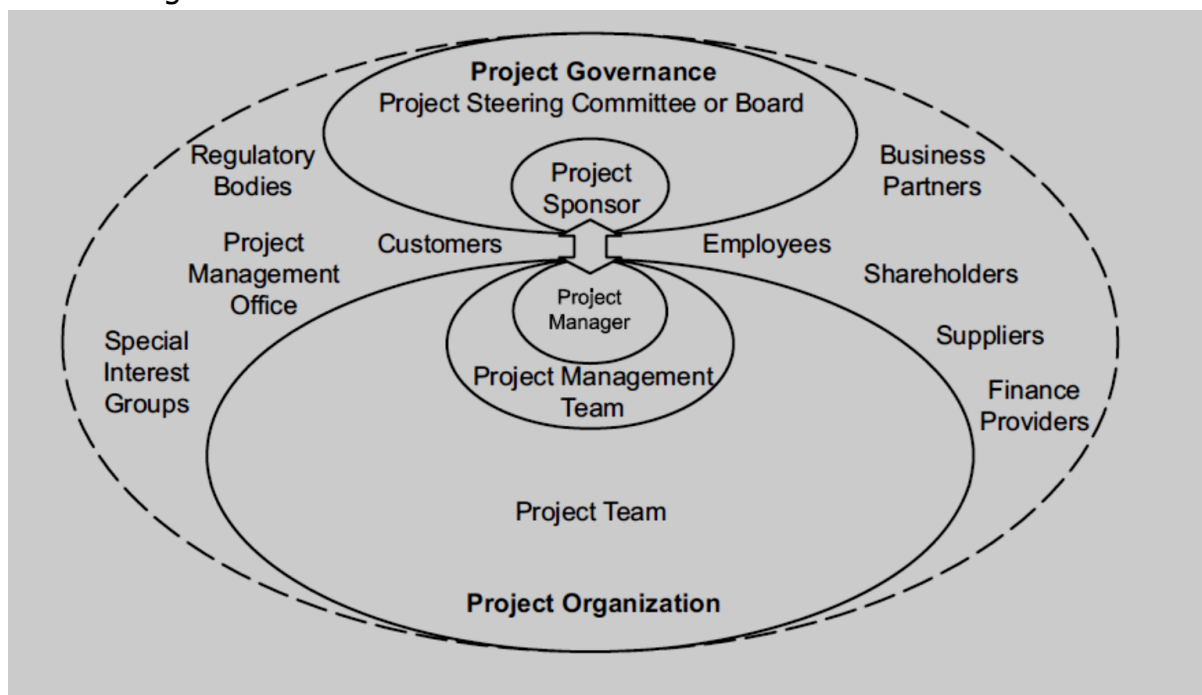 Project Governance
Project Steering Committee or Board
Regulatory
Bodies
Business
Partners
Project
Sponsor
Project
Management
Office
Customers
Employees
Shareholders
Project
Manager
Special
Interest
Groups
Suppliers
Project Management
Team
Finance
Providers
Project Team
Project Organization